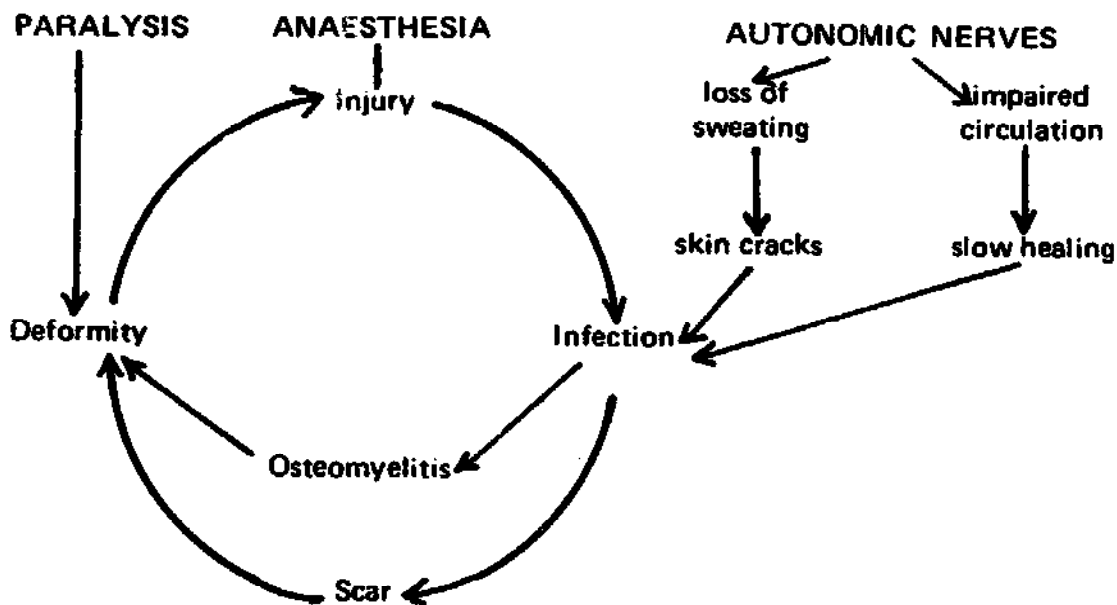 PARALYSIS
ANAESTHESIA
AUTONOMIC NERVES
Injury
loss of
sweating
impaired
circulation
skin cracks
slow healing
Deformity
Infection
Osteomyelitis
Scar